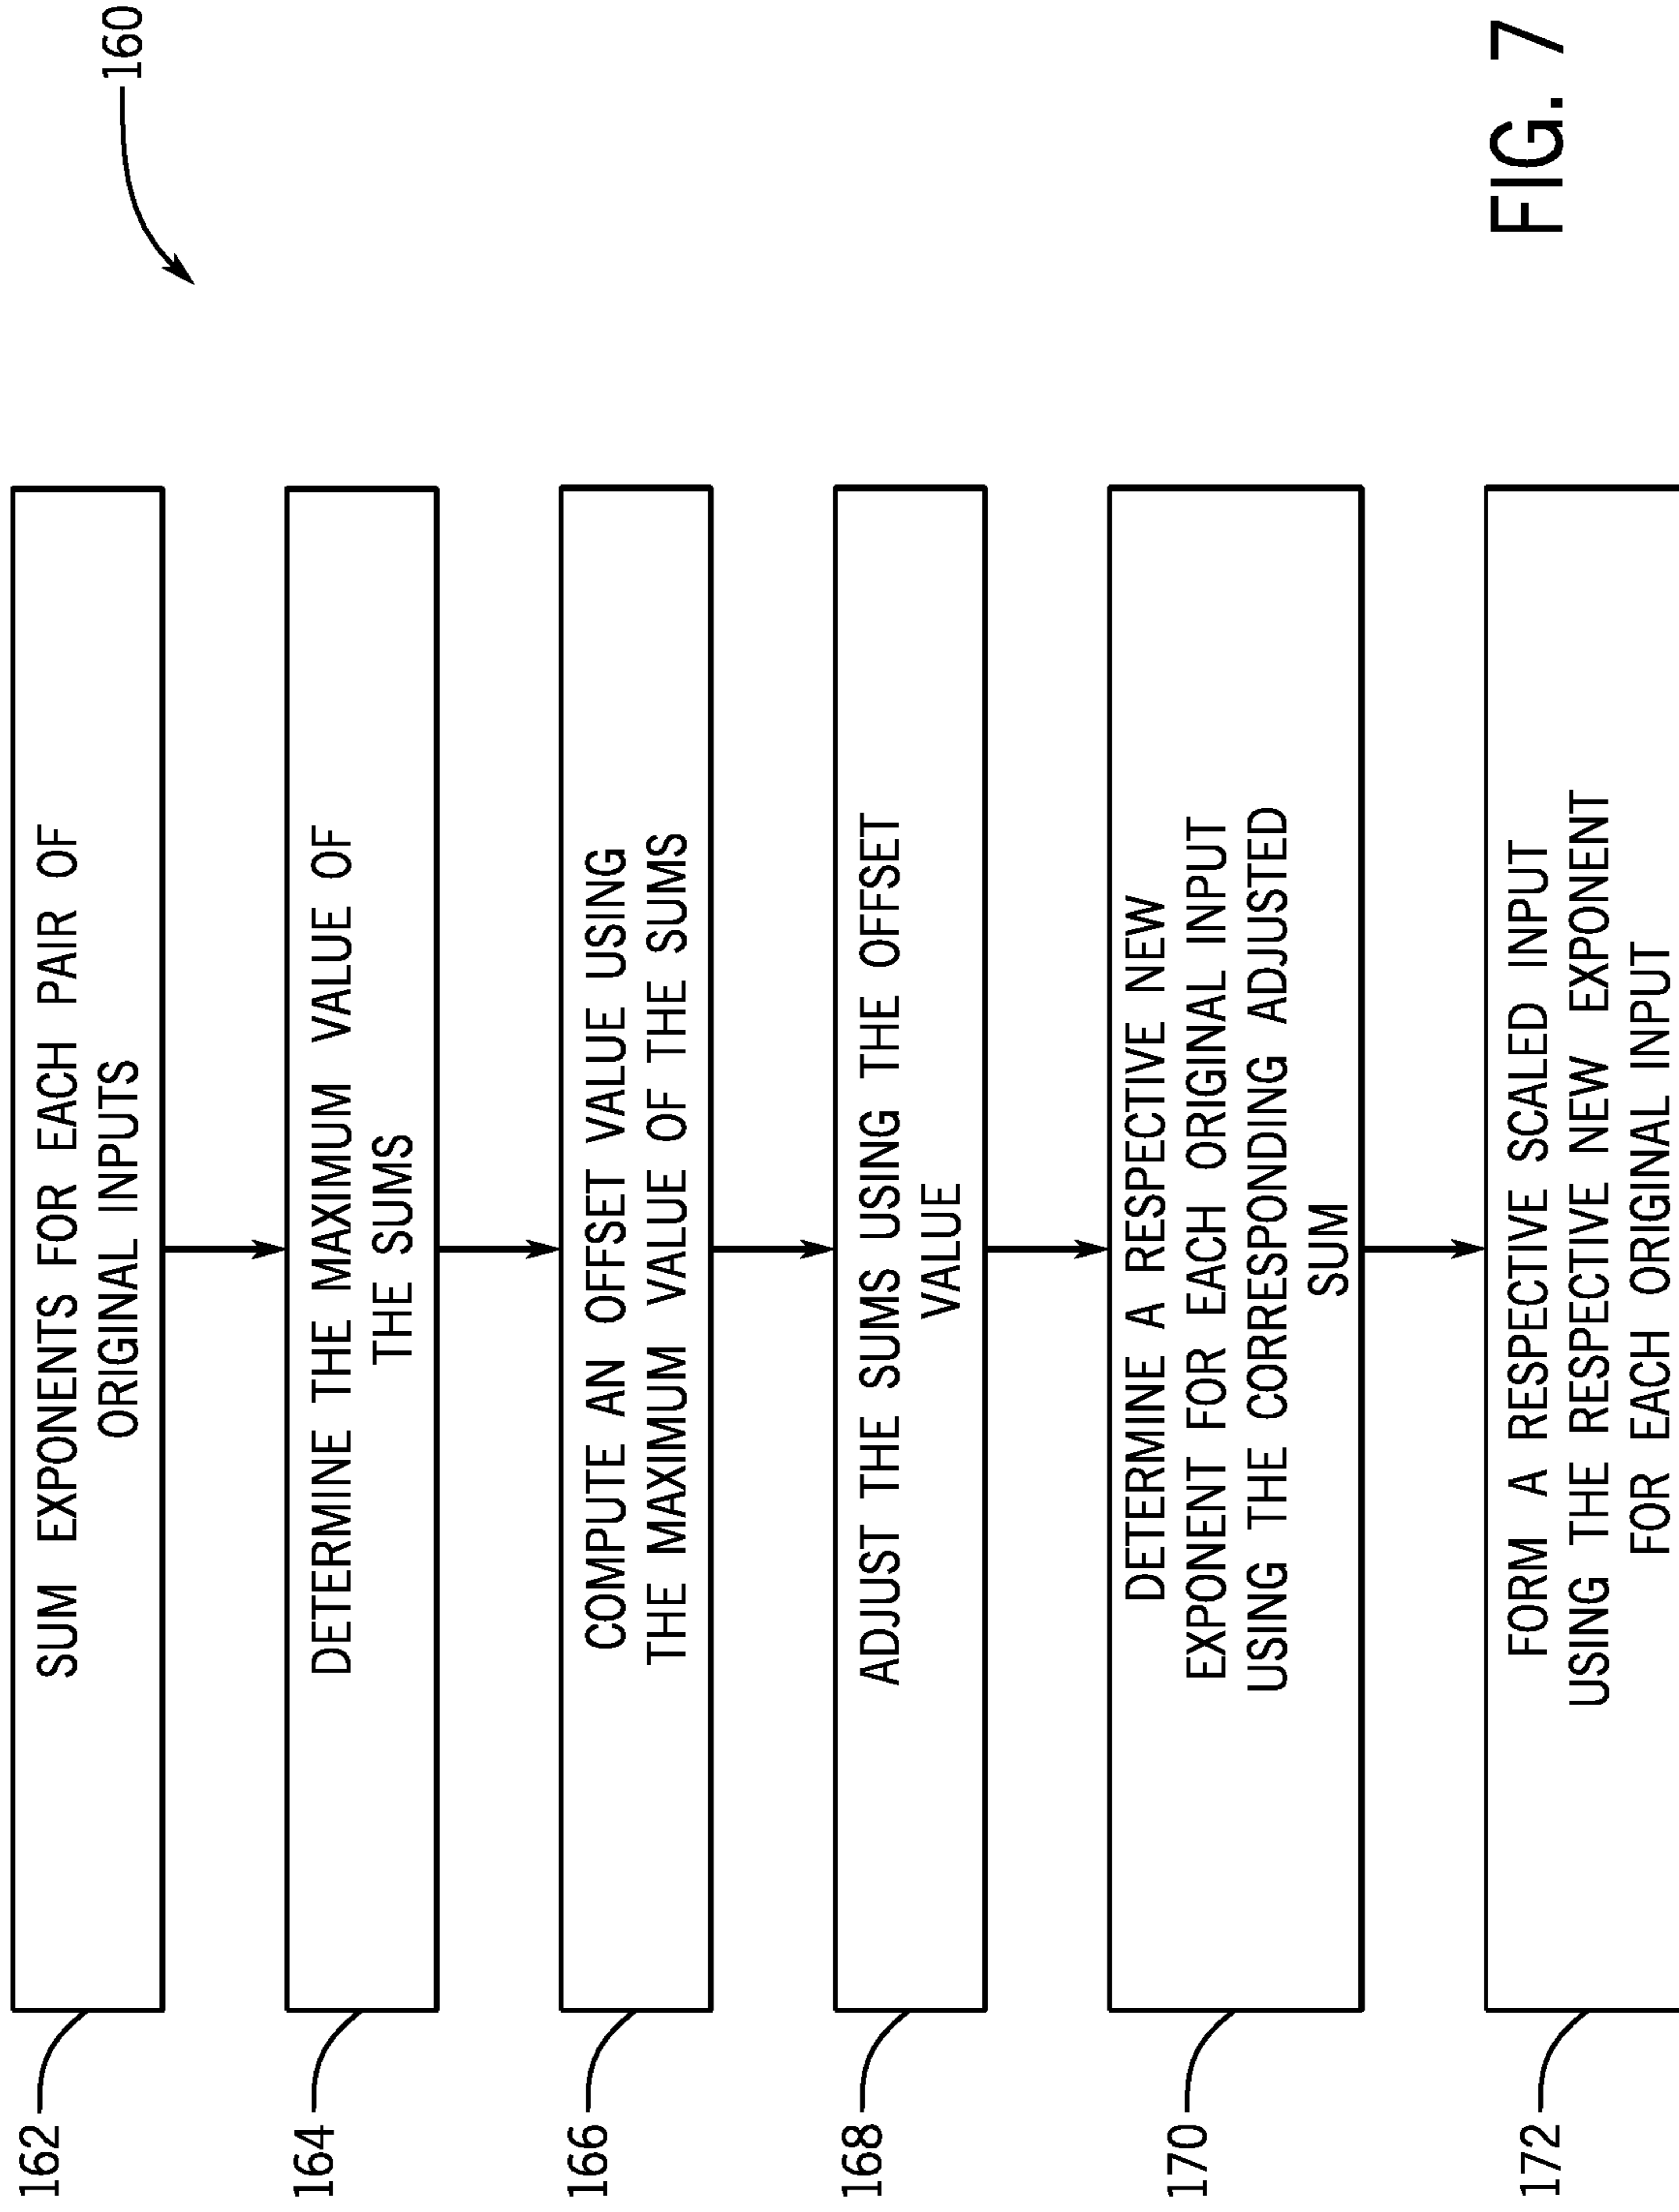 160
162
SUM EXPONENTS FOR EACH PAIR OF
ORIGINAL INPUTS
164
DETERMINE THE MAXIMUM VALUE OF
THE SUMS
166
COMPUTE AN OFFSET VALUE USING
THE MAXIMUM VALUE OF THE SUMS
168
ADJUST THE SUMS USING THE OFFSET
VALUE
170
DETERMINE A RESPECTIVE NEW
EXPONENT FOR EACH ORIGINAL INPUT
USING THE CORRESPONDING ADJUSTED
SUM
172
FORM A RESPECTIVE SCALED INPUT
USING THE RESPECTIVE NEW EXPONENT
FOR EACH ORIGINAL INPUT
FIG. 7